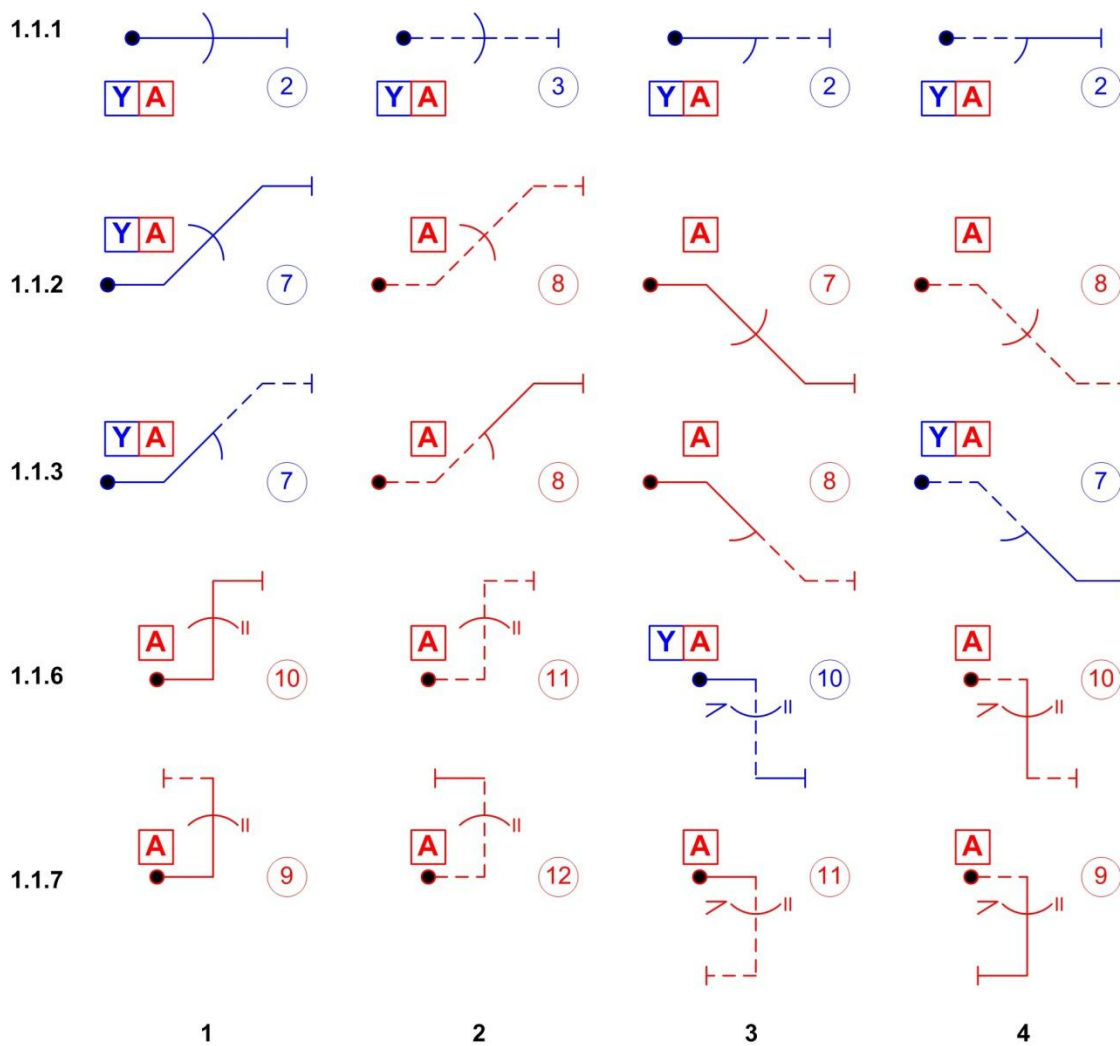 1.1.1
Y A 2
Y A 3
Y A 2
Y A 2
1.1.2
Y A 7
A 8
A 7
A 8
1.1.3
Y A 7
A 8
A 8
Y A 7
1.1.6
A 10
A 11
Y A 10
A 10
1.1.7
A 9
A 12
A 11
A 9
1 2 3 4